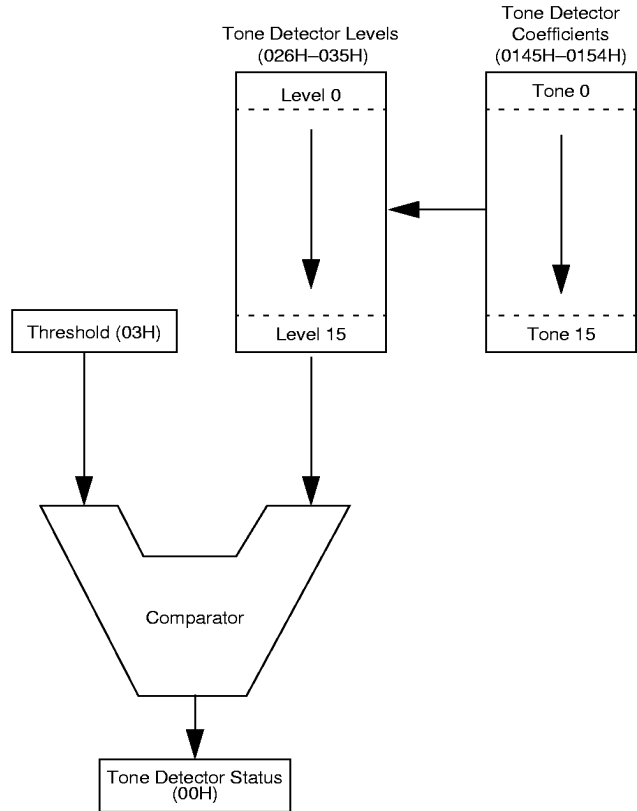 Tone Detector Levels
(026H–035H)
Tone Detector
Coefficients
(0145H–0154H)
Level 0
Tone 0
Level 15
Tone 15
Threshold (03H)
Comparator
Tone Detector Status
(00H)